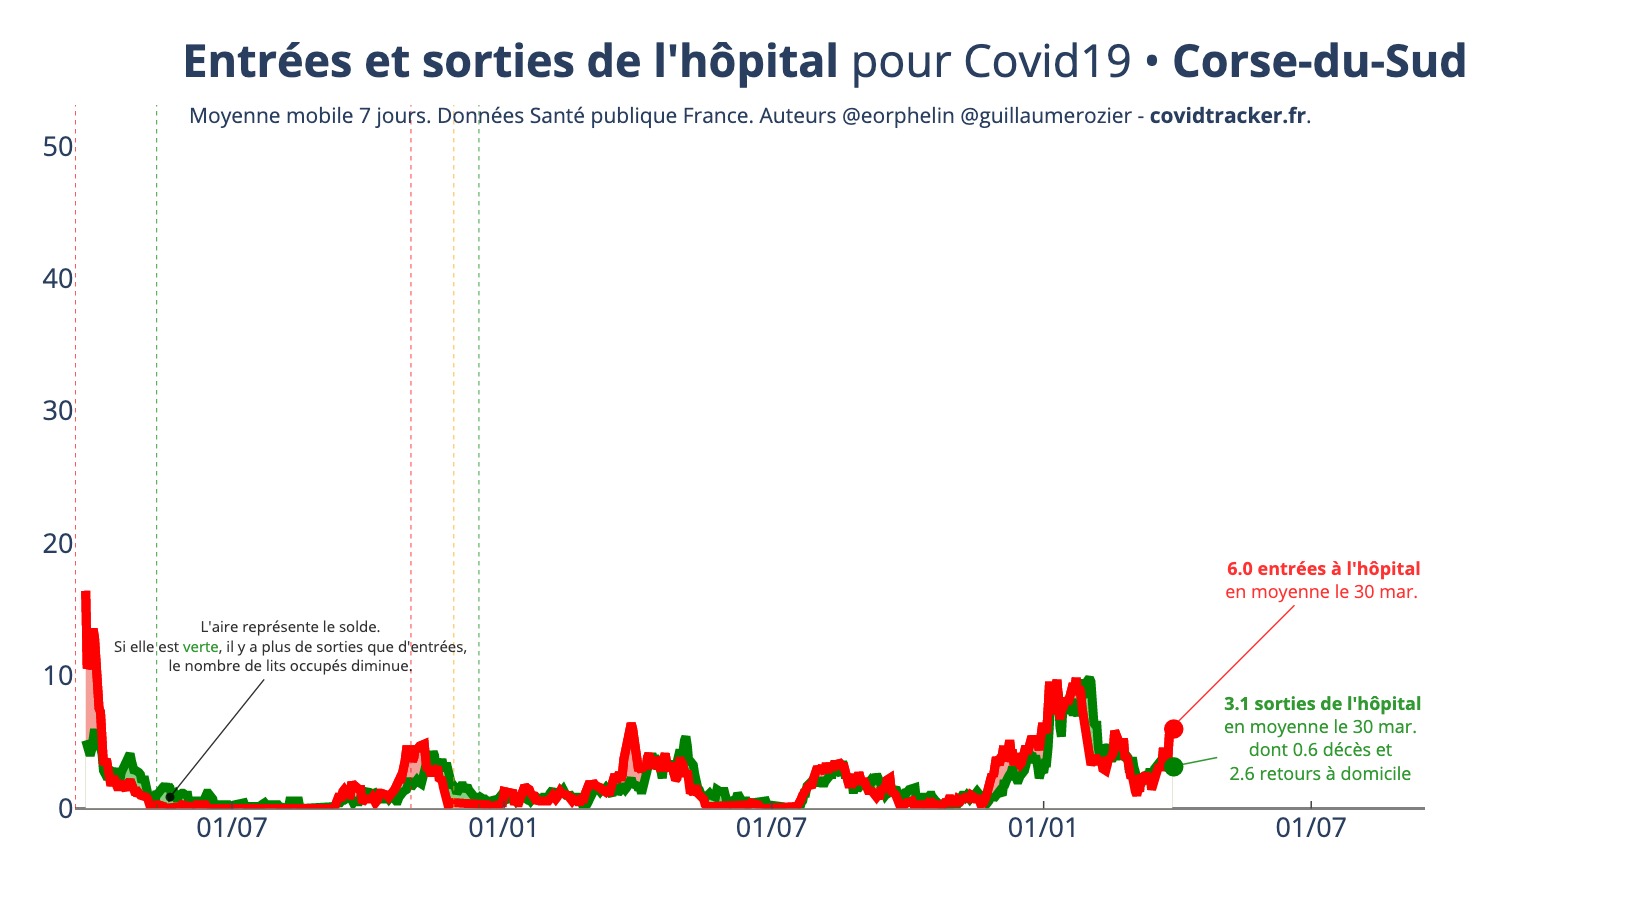 Entrées et sorties de l'hôpital pour Covid19 • Corse-du-Sud
Moyenne mobile 7 jours. Données Santé publique France. Auteurs @eorphelin @guillaumerozier - covidtracker.fr.
50
40
30
20
10
0
L'aire représente le solde.
Si elle est verte, il y a plus de sorties que d'entrées,
le nombre de lits occupés diminue.
6.0 entrées à l'hôpital
en moyenne le 30 mar.
3.1 sorties de l'hôpital
en moyenne le 30 mar.
dont 0.6 décès et
2.6 retours à domicile
01/07
01/01
01/07
01/01
01/07